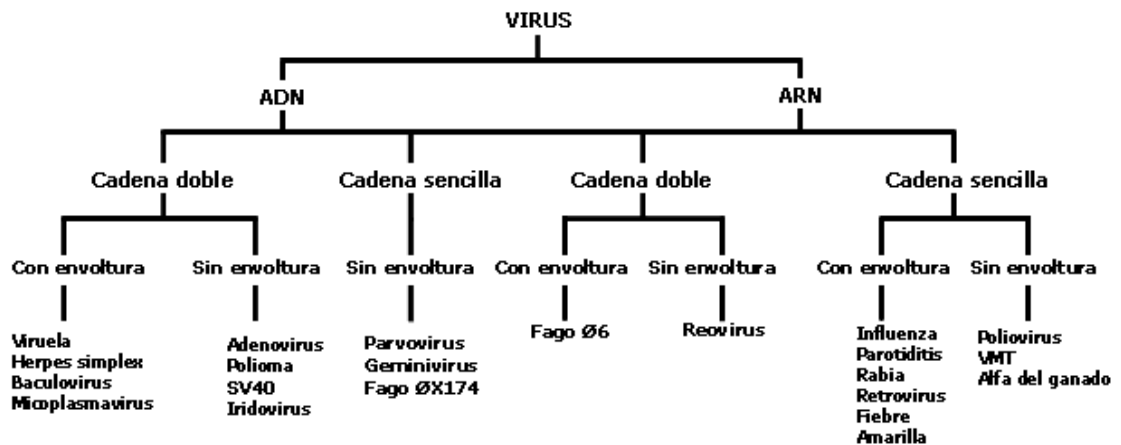 VIRUS
ADN
ARN
Cadena doble
Cadena sencilla
Cadena doble
Cadena sencilla
Con envoltura
Sin envoltura
Sin envoltura
Con envoltura
Sin envoltura
Con envoltura
Sin envoltura
Viruela
Herpes simplex
Baculovirus
Micoplasmavirus
Adenovirus
Polioma
SV40
Iridovirus
Parvovirus
Geminivirus
Fago ØX174
Fago Ø6
Reovirus
Influenza
Parotiditis
Rabia
Retrovirus
Fiebre
Amarilla
Poliovirus
VMT
Alfa del ganado